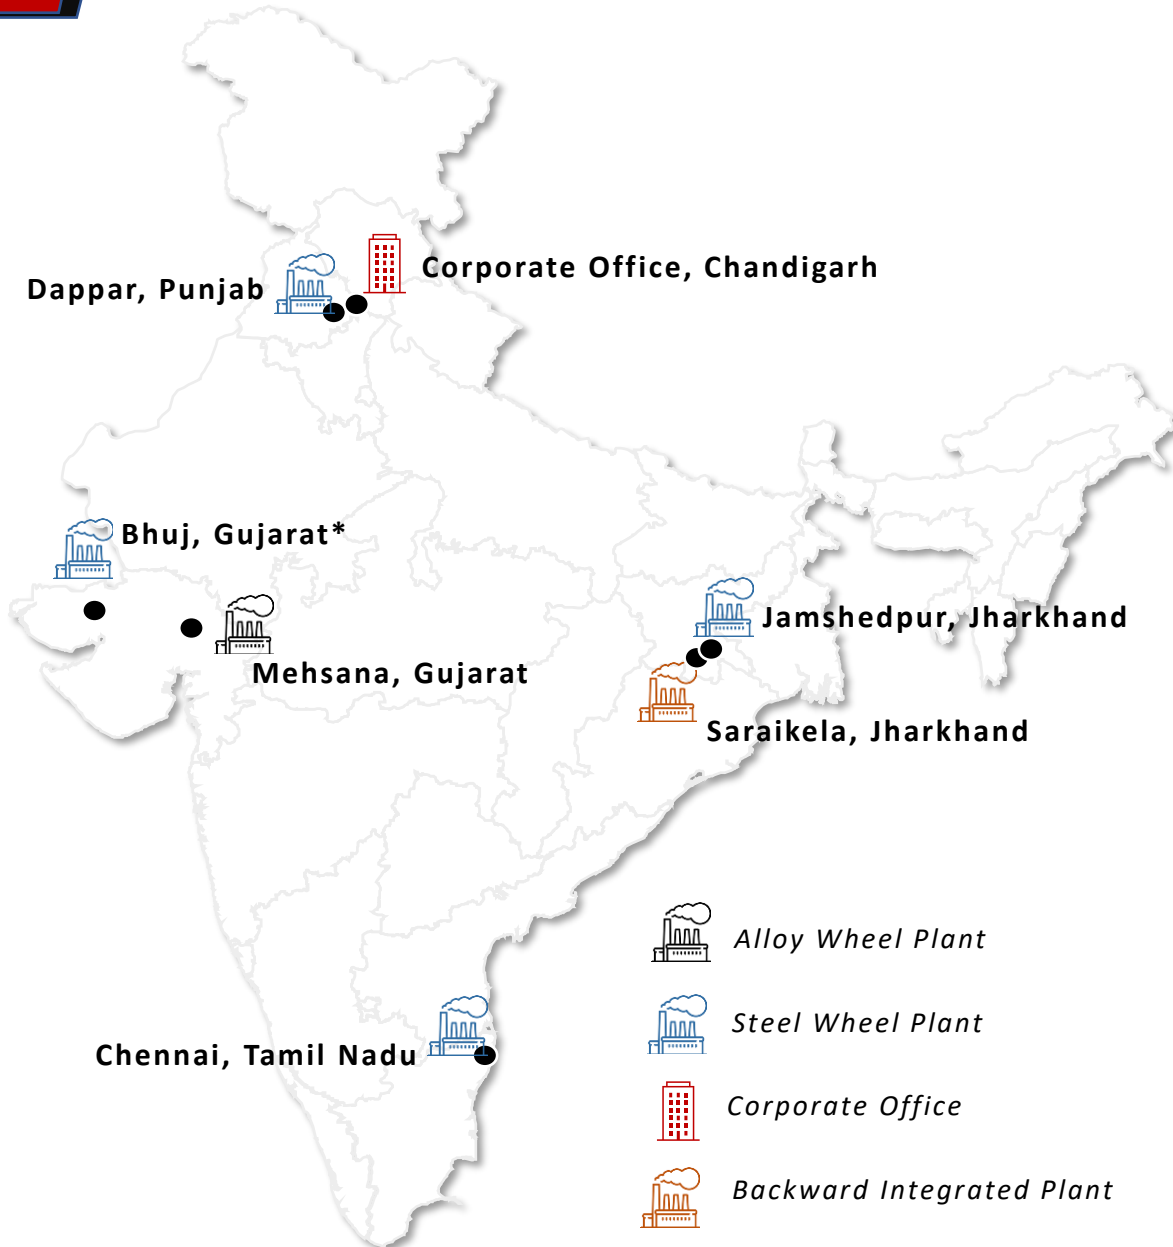 Corporate Office, Chandigarh
Dappar, Punjab
Bhuj, Gujarat*
Mehsana, Gujarat
Jamshedpur, Jharkhand
Saraikela, Jharkhand
Chennai, Tamil Nadu
Alloy Wheel Plant
Steel Wheel Plant
Corporate Office
Backward Integrated Plant